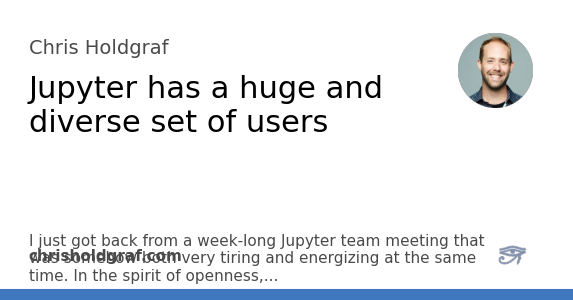 Chris Holdgraf
Jupyter has a huge and
diverse set of users
I just got back from a week-long Jupyter team meeting that
was somehow both very tiring and energizing at the same
chrisholdgraf.com
time. In the spirit of openness,...